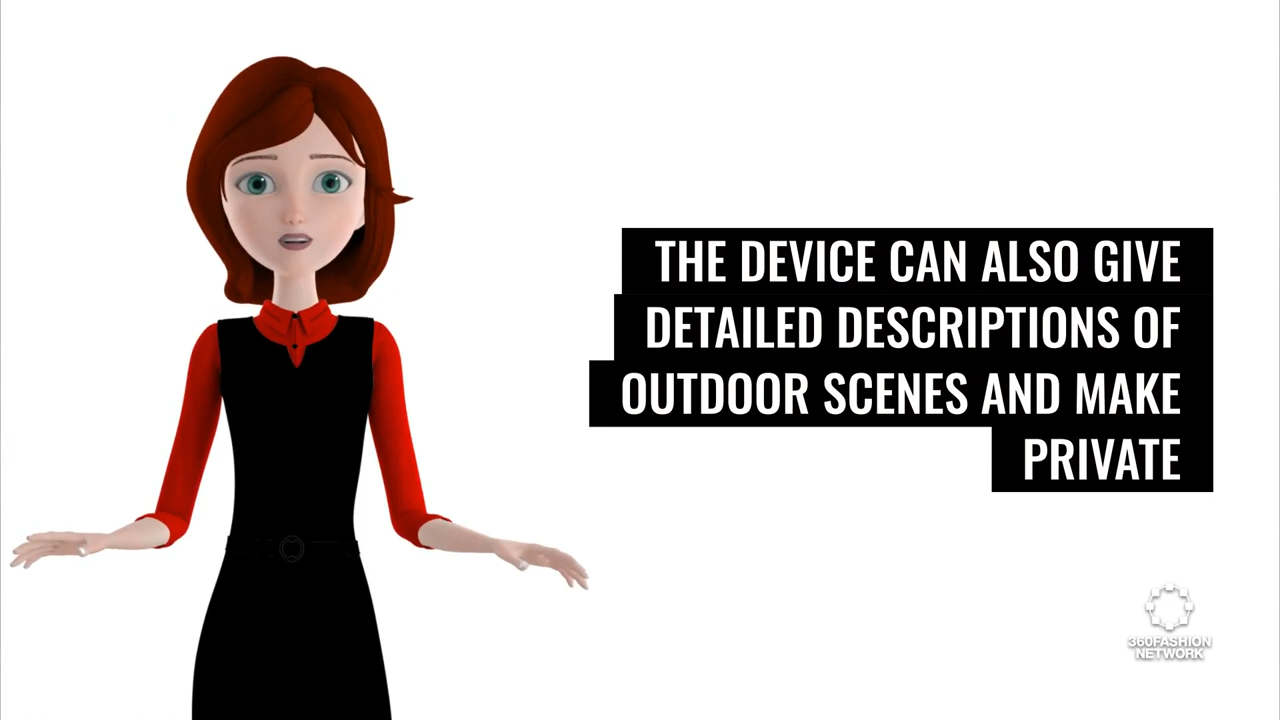 THE DEVICE CAN ALSO GIVE
DETAILED DESCRIPTIONS OF
OUTDOOR SCENES AND MAKE
PRIVATE
360FASHION
NETWORK